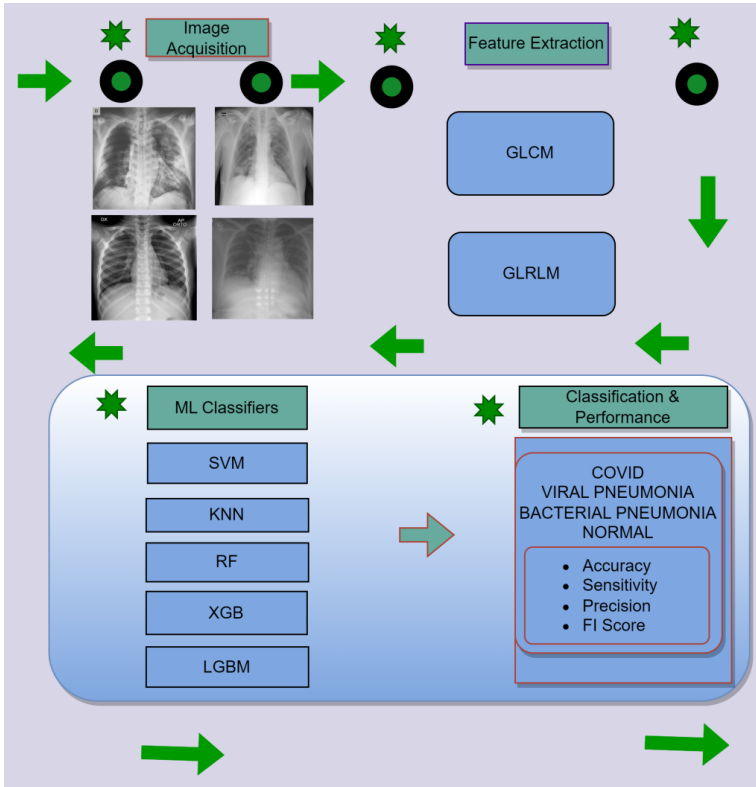 Image
Acquisition
Feature Extraction
GLCM
GLRLM
ML Classifiers
SVM
KNN
RF
XGB
LGBM
Classification &
Performance
COVID
VIRAL PNEUMONIA
BACTERIAL PNEUMONIA
NORMAL
• Accuracy
• Sensitivity
• Precision
• FI Score